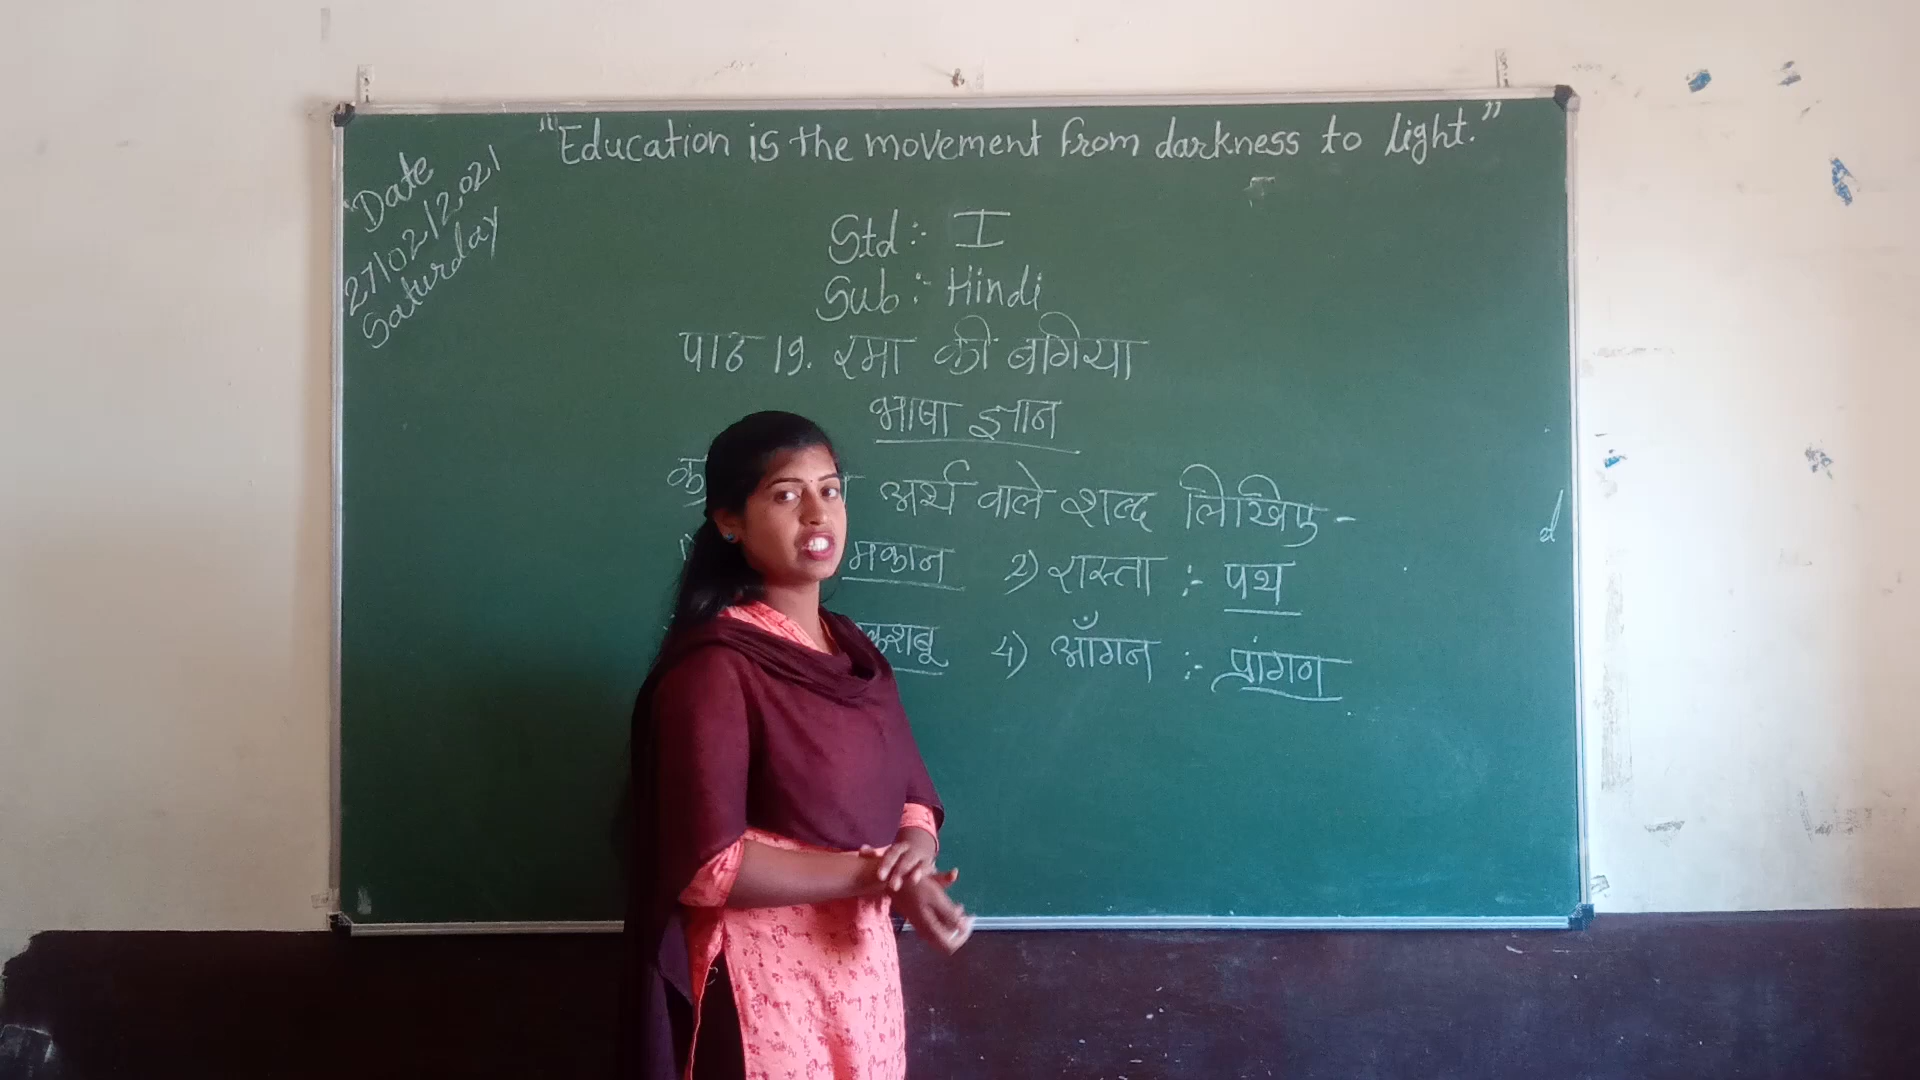 "Education is the movement from darkness to light."
Date
27/02/2021
Saturday
Std :- I
Sub :- Hindi
पाठ 19. रमा की बगिया
भाषा ज्ञान
अर्थ वाले शब्द लिखिए -
मकान 2) रास्ता :- पथ
4) आँगन :- प्रांगण